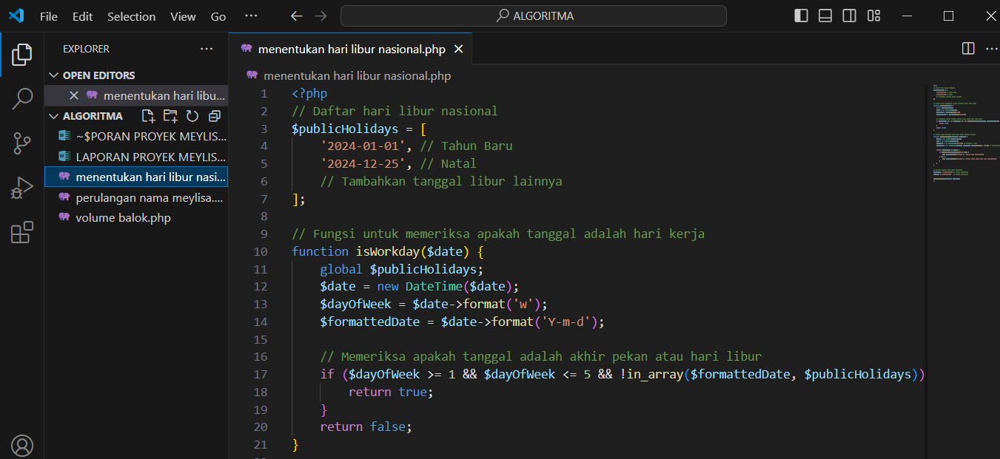 File Edit Selection View Go ··· ALGORITMA
EXPLORER ···
OPEN EDITORS
menentukan hari libu...
ALGORITMA
~$PORAN PROYEK MEYLIS...
LAPORAN PROYEK MEYLIS...
menentukan hari libur nasi...
perulangan nama meylisa....
volume balok.php
menentukan hari libur nasional.php
menentukan hari libur nasional.php
1 <?php
2 // Daftar hari libur nasional
3 $publicHolidays = [
4 '2024-01-01', // Tahun Baru
5 '2024-12-25', // Natal
6 // Tambahkan tanggal libur lainnya
7 ];
8
9 // Fungsi untuk memeriksa apakah tanggal adalah hari kerja
10 function isWorkday($date) {
11 global $publicHolidays;
12 $date = new DateTime($date);
13 $dayOfWeek = $date->format('w');
14 $formattedDate = $date->format('Y-m-d');
15
16 // Memeriksa apakah tanggal adalah akhir pekan atau hari libur
17 if ($dayOfWeek >= 1 && $dayOfWeek <= 5 && !in_array($formattedDate, $publicHolidays))
18 return true;
19 }
20 return false;
21 }